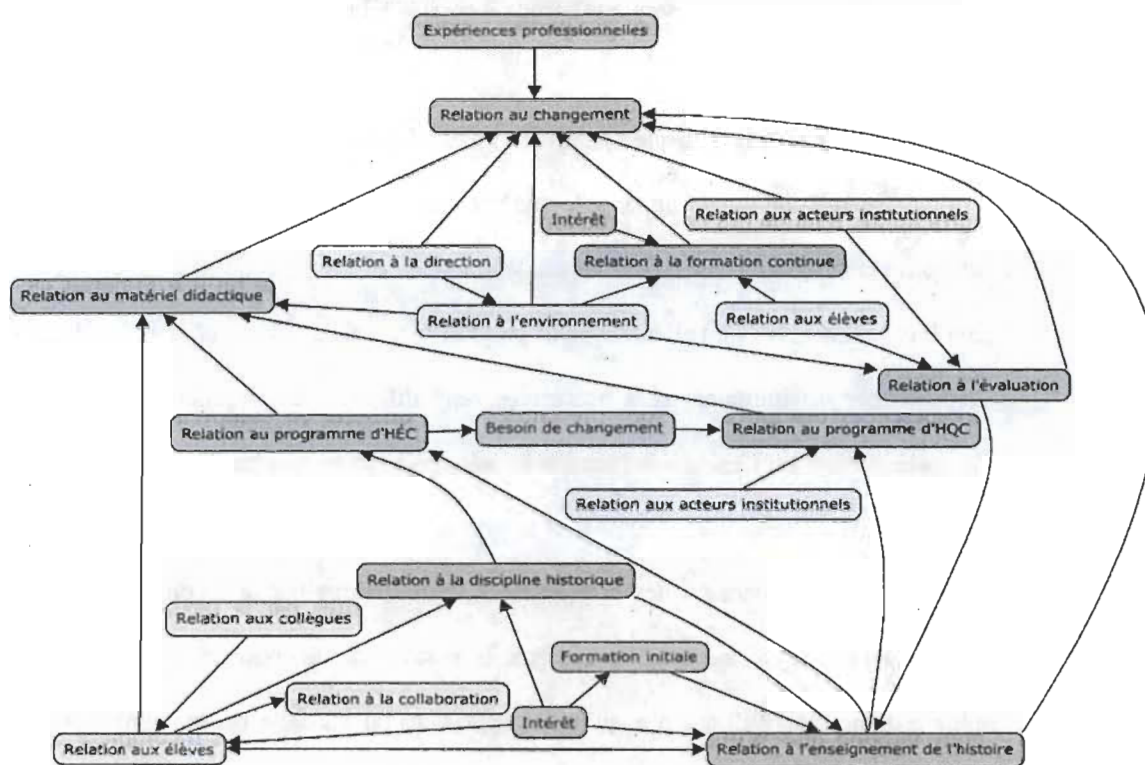 Expériences professionnelles
Relation au changement
Relation aux acteurs institutionnels
Intérêt
Relation à la direction
Relation à la formation continue
Relation au matériel didactique
Relation à l'environnement
Relation aux élèves
Relation à l'évaluation
Relation au programme d'HÉC
Besoin de changement
Relation au programme d'HQC
Relation aux acteurs institutionnels
Relation à la discipline historique
Relation aux collègues
Formation initiale
Relation à la collaboration
Intérêt
Relation aux élèves
Relation à l'enseignement de l'histoire